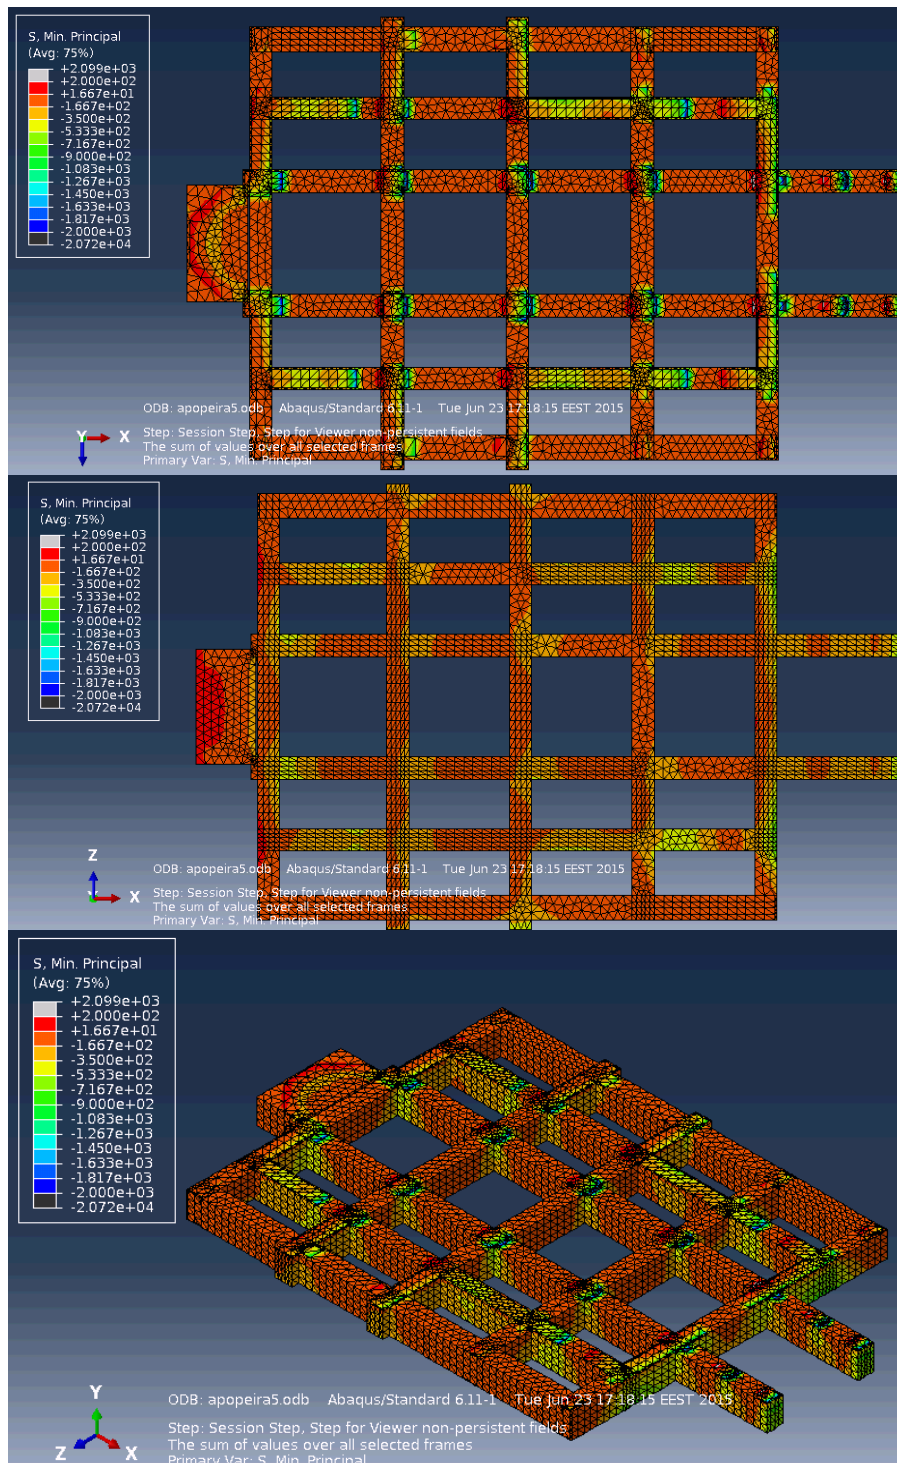 S, Min. Principal
(Avg: 75%)
+2.099e+03
+2.000e+02
+1.667e+01
-1.667e+02
-3.500e+02
-5.333e+02
-7.167e+02
-9.000e+02
-1.083e+03
-1.267e+03
-1.450e+03
-1.633e+03
-1.817e+03
-2.000e+03
-2.072e+04
ODB: apopeira5.odb Abaqus/Standard 6.11-1 Tue Jun 23 17:18:15 EEST 2015
Y X
Step: Session Step, Step for Viewer non-persistent fields
The sum of values over all selected frames
Primary Var: S, Min. Principal
S, Min. Principal
(Avg: 75%)
+2.099e+03
+2.000e+02
+1.667e+01
-1.667e+02
-3.500e+02
-5.333e+02
-7.167e+02
-9.000e+02
-1.083e+03
-1.267e+03
-1.450e+03
-1.633e+03
-1.817e+03
-2.000e+03
-2.072e+04
Z
ODB: apopeira5.odb Abaqus/Standard 6.11-1 Tue Jun 23 17:18:15 EEST 2015
X
Step: Session Step, Step for Viewer non-persistent fields
The sum of values over all selected frames
Primary Var: S, Min. Principal
S, Min. Principal
(Avg: 75%)
+2.099e+03
+2.000e+02
+1.667e+01
-1.667e+02
-3.500e+02
-5.333e+02
-7.167e+02
-9.000e+02
-1.083e+03
-1.267e+03
-1.450e+03
-1.633e+03
-1.817e+03
-2.000e+03
-2.072e+04
Y
ODB: apopeira5.odb Abaqus/Standard 6.11-1 Tue Jun 23 17:18:15 EEST 2015
Step: Session Step, Step for Viewer non-persistent fields
Z X
The sum of values over all selected frames
Primary Var: S, Min. Principal